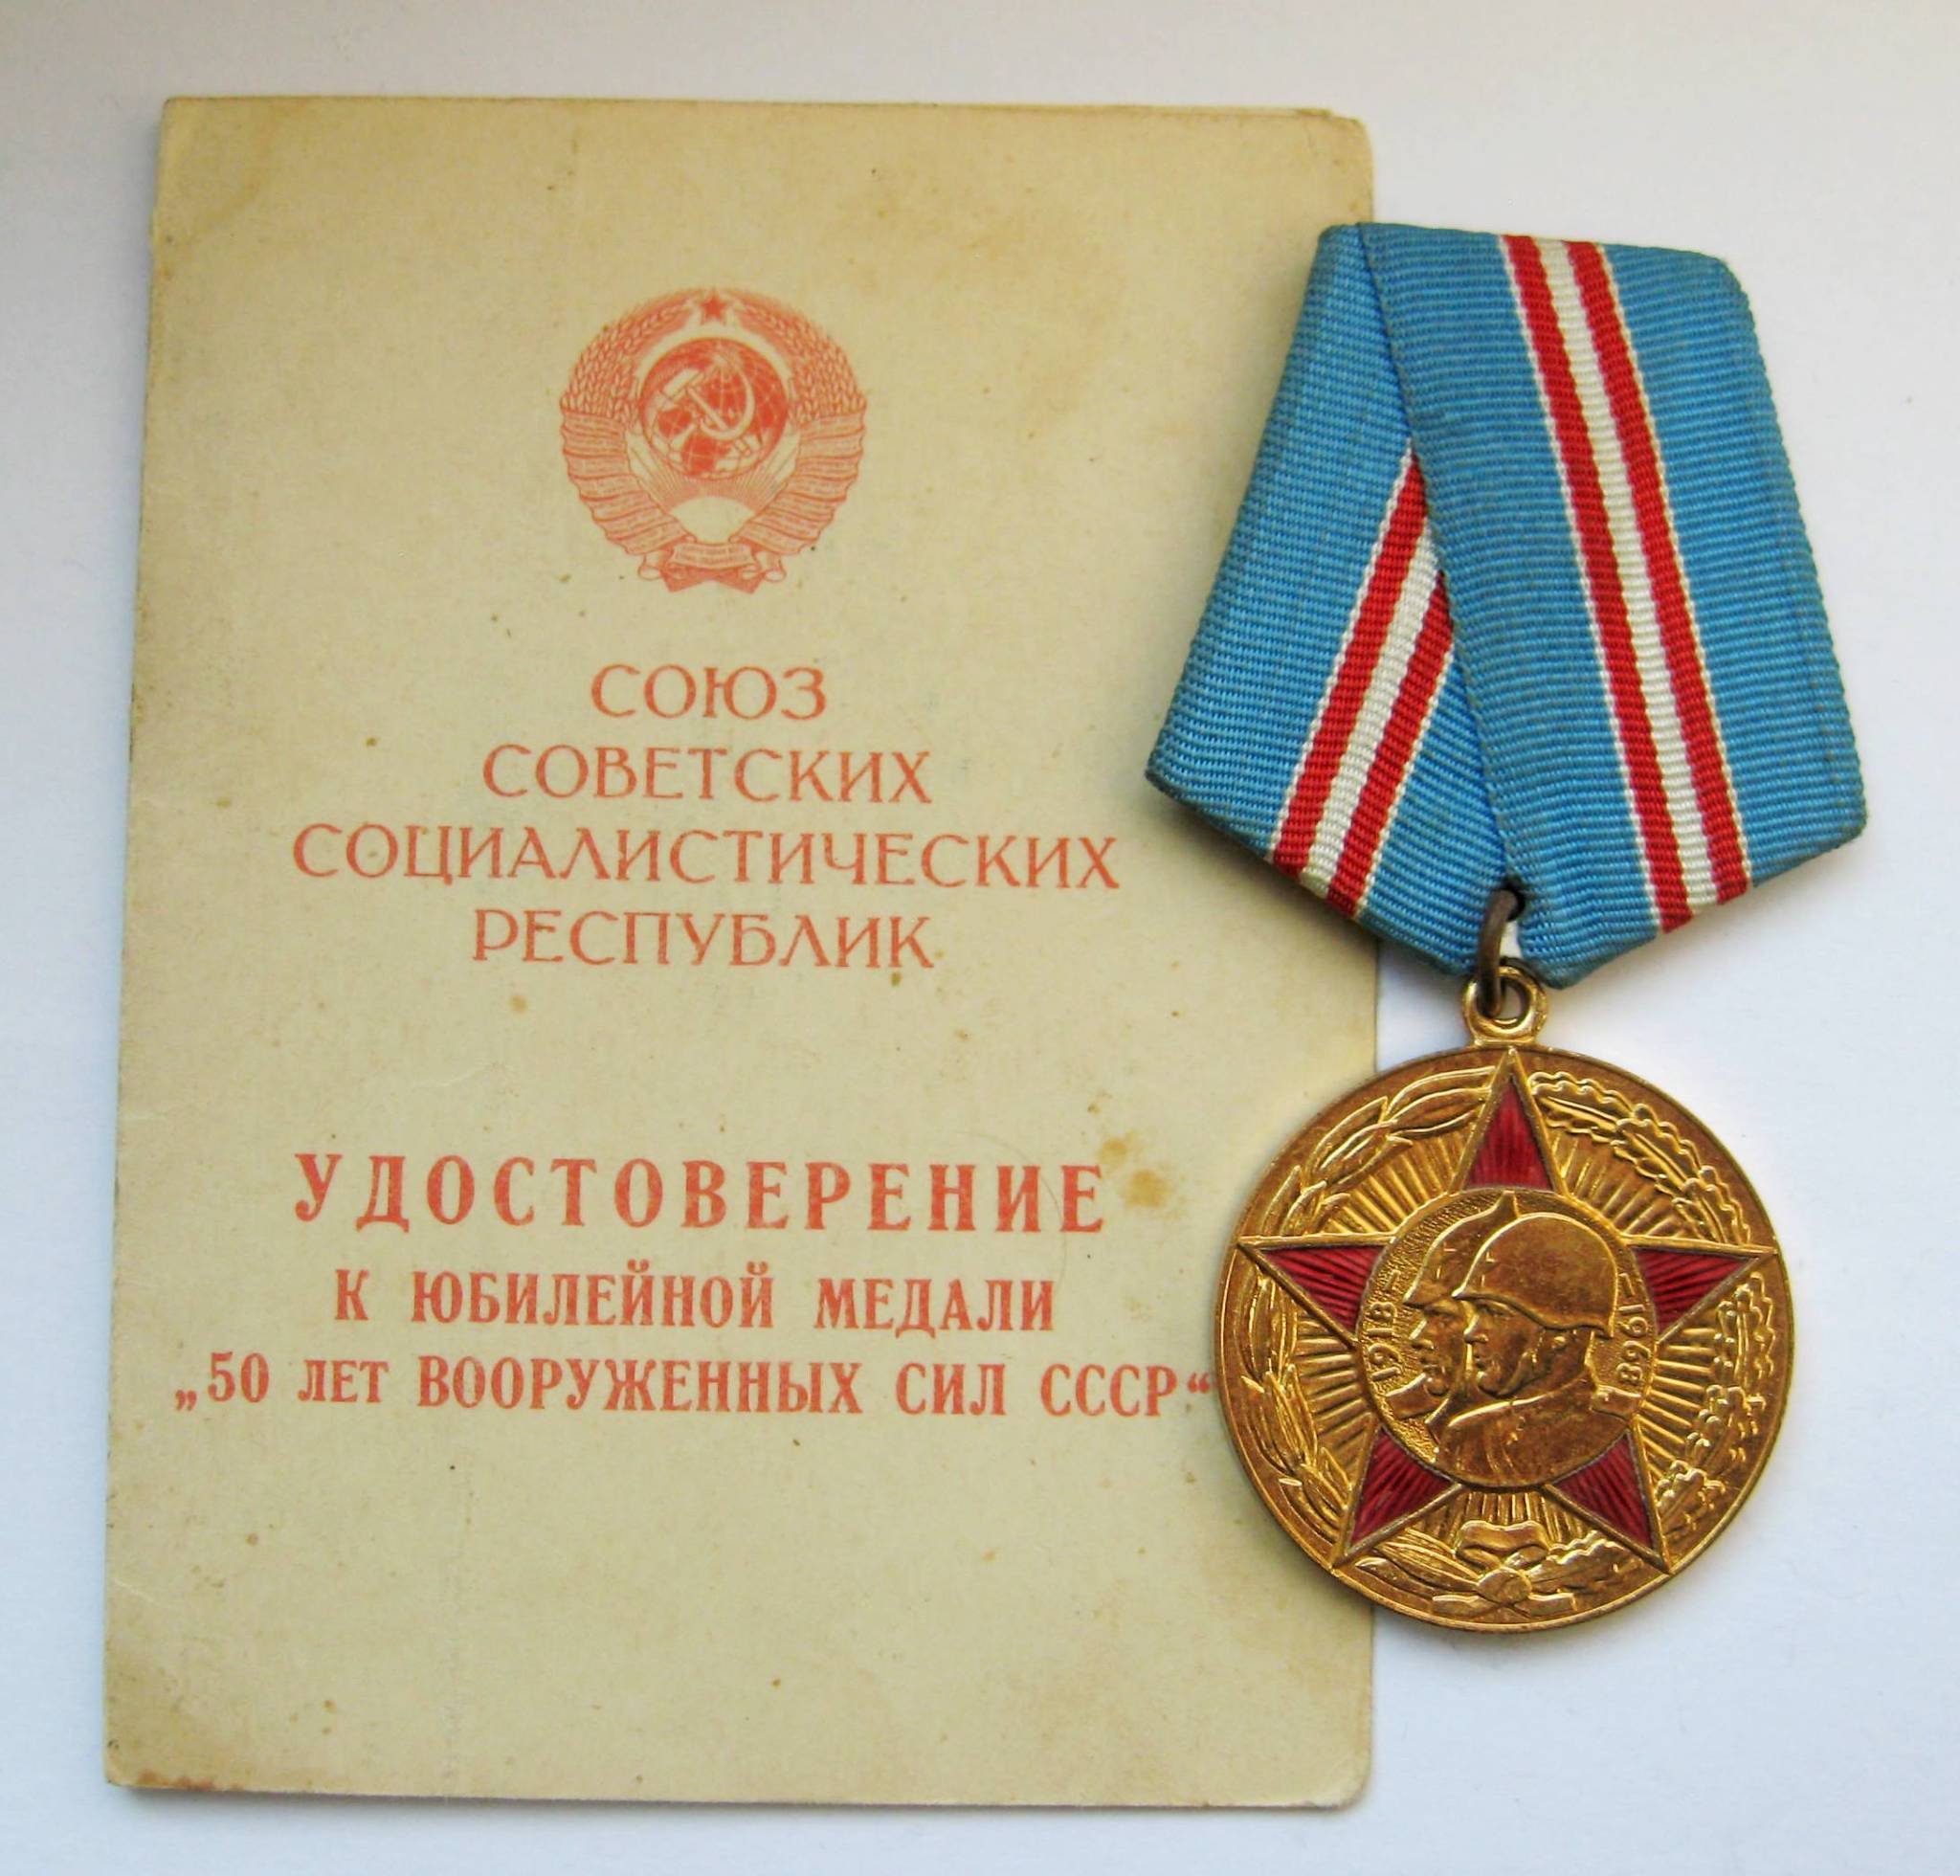 СОЮЗ
СОВЕТСКИХ
СОЦИАЛИСТИЧЕСКИХ
РЕСПУБЛИК
УДОСТОВЕРЕНИЕ
К ЮБИЛЕЙНОЙ МЕДАЛИ
„50 ЛЕТ ВООРУЖЕННЫХ СИЛ СССР“
1918–
–1968